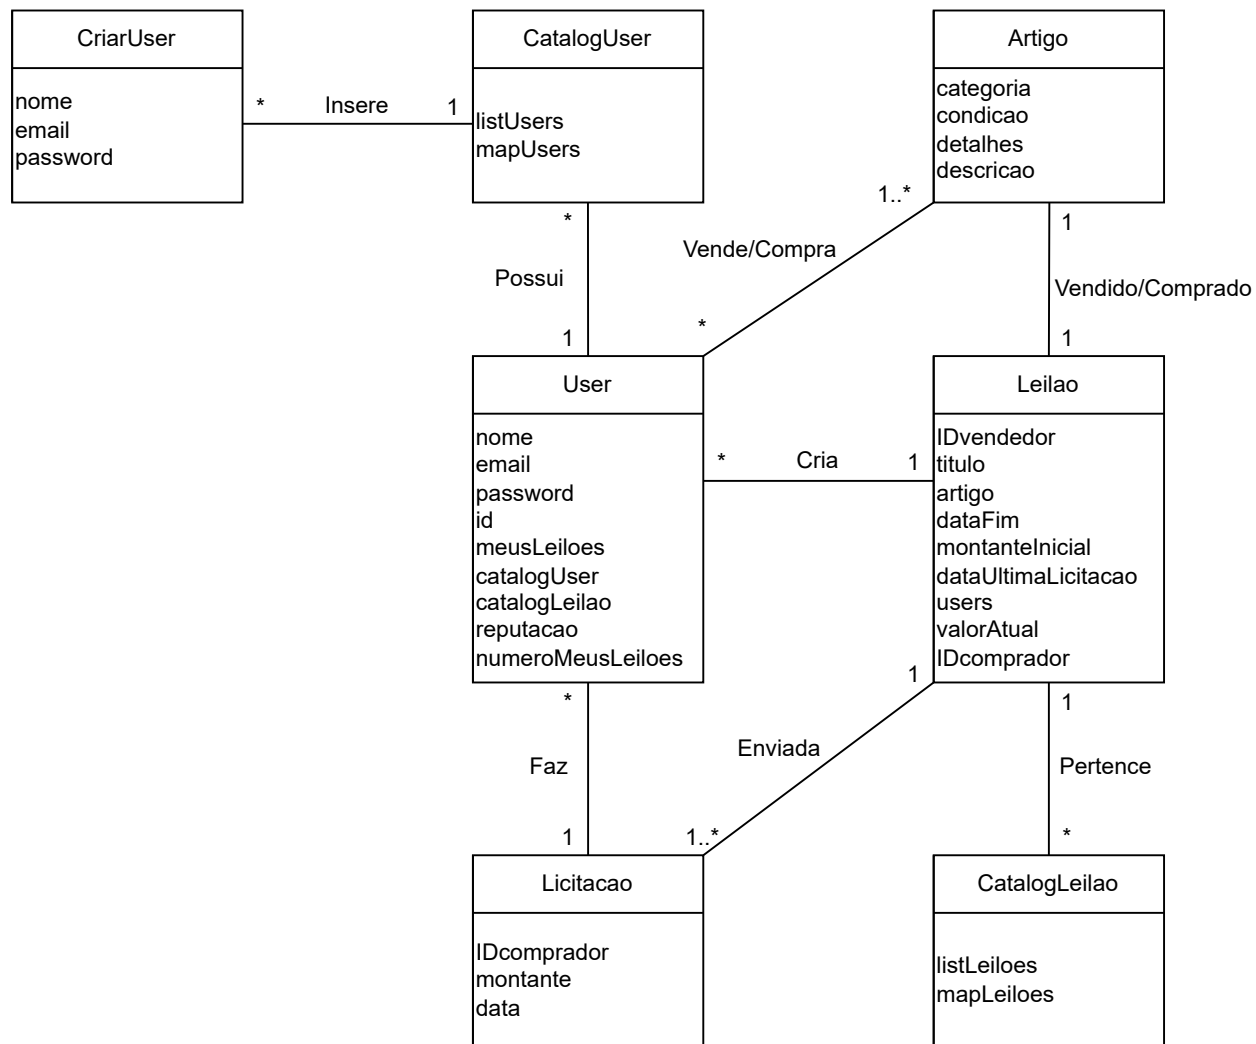 CriarUser
nome
email
password
* Insere 1
CatalogUser
listUsers
mapUsers
Artigo
categoria
condicao
detalhes
descricao
*
Possui
1
1..*
Vende/Compra
*
1
Vendido/Comprado
1
User
nome
email
password
id
meusLeiloes
catalogUser
catalogLeilao
reputacao
numeroMeusLeiloes
* Cria 1
Leilao
IDvendedor
titulo
artigo
dataFim
montanteInicial
dataUltimaLicitacao
users
valorAtual
IDcomprador
*
Faz
1
1
Enviada
1..*
1
Pertence
*
Licitacao
IDcomprador
montante
data
CatalogLeilao
listLeiloes
mapLeiloes